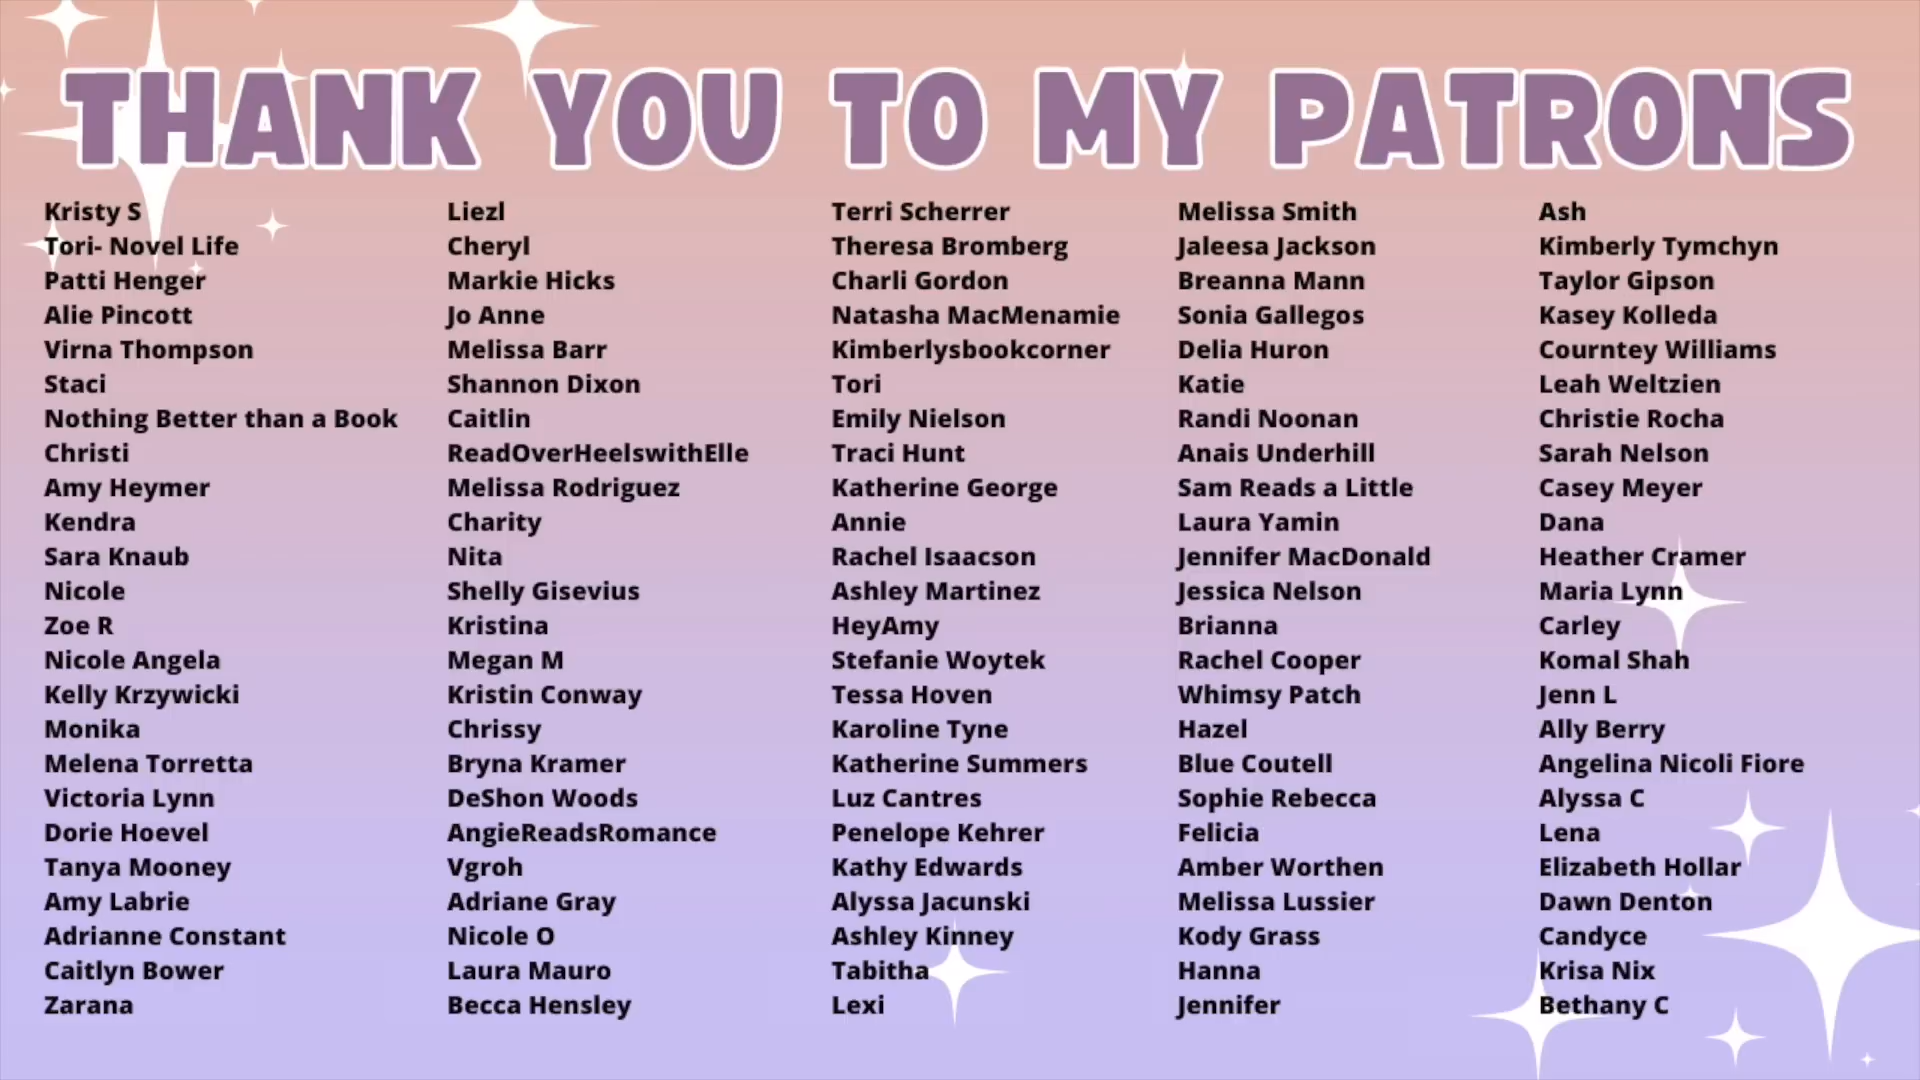 THANK YOU TO MY PATRONS
Kristy S
Tori- Novel Life
Patti Henger
Alie Pincott
Virna Thompson
Staci
Nothing Better than a Book
Christi
Amy Heymer
Kendra
Sara Knaub
Nicole
Zoe R
Nicole Angela
Kelly Krzywicki
Monika
Melena Torretta
Victoria Lynn
Dorie Hoevel
Tanya Mooney
Amy Labrie
Adrianne Constant
Caitlyn Bower
Zarana
Liezl
Cheryl
Markie Hicks
Jo Anne
Melissa Barr
Shannon Dixon
Caitlin
ReadOverHeelswithElle
Melissa Rodriguez
Charity
Nita
Shelly Gisevius
Kristina
Megan M
Kristin Conway
Chrissy
Bryna Kramer
DeShon Woods
AngieReadsRomance
Vgroh
Adriane Gray
Nicole O
Laura Mauro
Becca Hensley
Terri Scherrer
Theresa Bromberg
Charli Gordon
Natasha MacMenamie
Kimberlysbookcorner
Tori
Emily Nielson
Traci Hunt
Katherine George
Annie
Rachel Isaacson
Ashley Martinez
HeyAmy
Stefanie Woytek
Tessa Hoven
Karoline Tyne
Katherine Summers
Luz Cantres
Penelope Kehrer
Kathy Edwards
Alyssa Jacunski
Ashley Kinney
Tabitha
Lexi
Melissa Smith
Jaleesa Jackson
Breanna Mann
Sonia Gallegos
Delia Huron
Katie
Randi Noonan
Anais Underhill
Sam Reads a Little
Laura Yamin
Jennifer MacDonald
Jessica Nelson
Brianna
Rachel Cooper
Whimsy Patch
Hazel
Blue Coutell
Sophie Rebecca
Felicia
Amber Worthen
Melissa Lussier
Kody Grass
Hanna
Jennifer
Ash
Kimberly Tymchyn
Taylor Gipson
Kasey Kolleda
Courntey Williams
Leah Weltzien
Christie Rocha
Sarah Nelson
Casey Meyer
Dana
Heather Cramer
Maria Lynn
Carley
Komal Shah
Jenn L
Ally Berry
Angelina Nicoli Fiore
Alyssa C
Lena
Elizabeth Hollar
Dawn Denton
Candyce
Krisa Nix
Bethany C